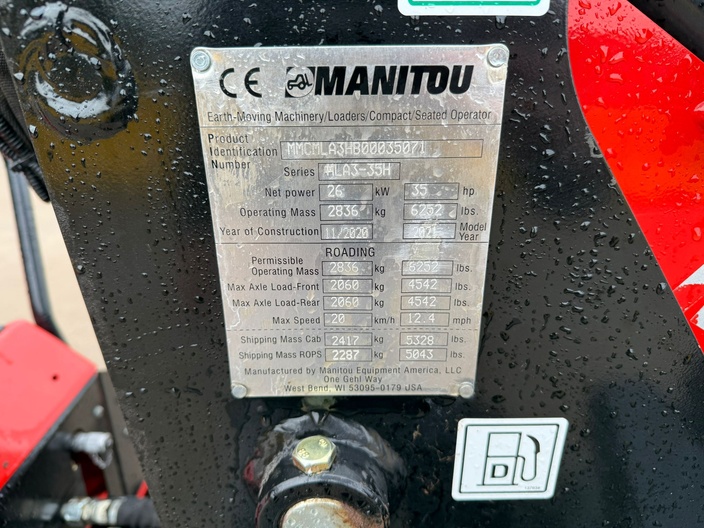 CE MANITOU
Earth-Moving Machinery/Loaders/Compact/Seated Operator
Product
Identification MMCMLA3HB00035071
Number
Series MLA3-35H
Net power 26 kW 35 hp
Operating Mass 2836 kg 6252 lbs.
Year of Construction 11/2020 2021 Model Year
ROADING
Permissible
Operating Mass 2836 kg 6252 lbs.
Max Axle Load-Front 2060 kg 4542 lbs.
Max Axle Load-Rear 2060 kg 4542 lbs.
Max Speed 20 km/h 12.4 mph
Shipping Mass Cab 2417 kg 5328 lbs.
Shipping Mass ROPS 2287 kg 5043 lbs.
Manufactured by Manitou Equipment America, LLC
One Gehl Way
West Bend, WI 53095-0179 USA
D